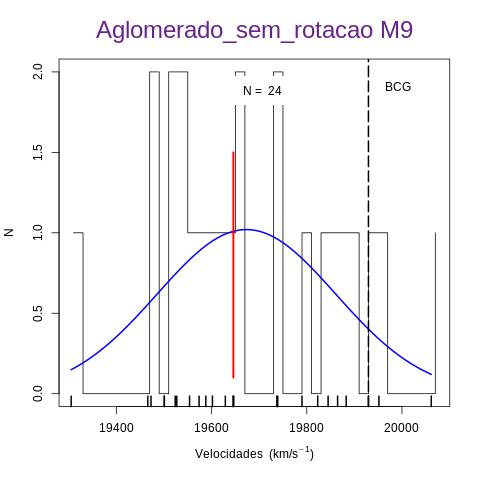 Aglomerado_sem_rotacao M9
2.0
1.5
1.0
0.5
0.0
N
N = 24
BCG
19400 19600 19800 20000
Velocidades (km/s⁻¹)